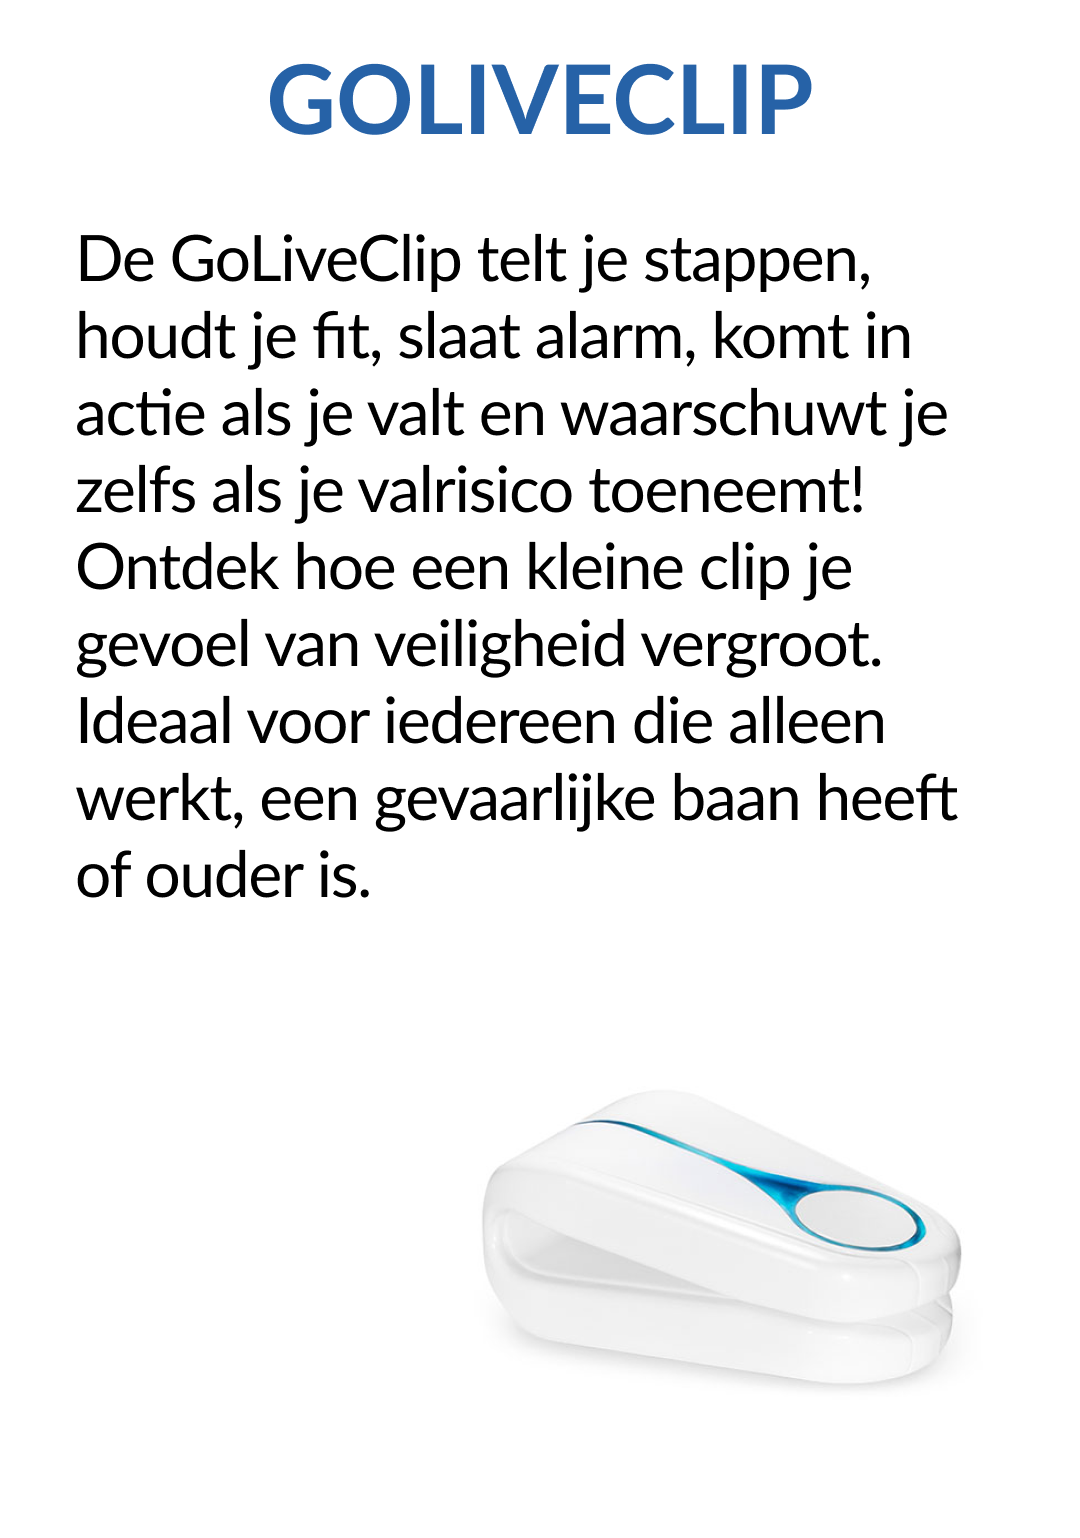 GOLIVECLIP
De GoLiveClip telt je stappen,
houdt je fit, slaat alarm, komt in
actie als je valt en waarschuwt je
zelfs als je valrisico toeneemt!
Ontdek hoe een kleine clip je
gevoel van veiligheid vergroot.
Ideaal voor iedereen die alleen
werkt, een gevaarlijke baan heeft
of ouder is.